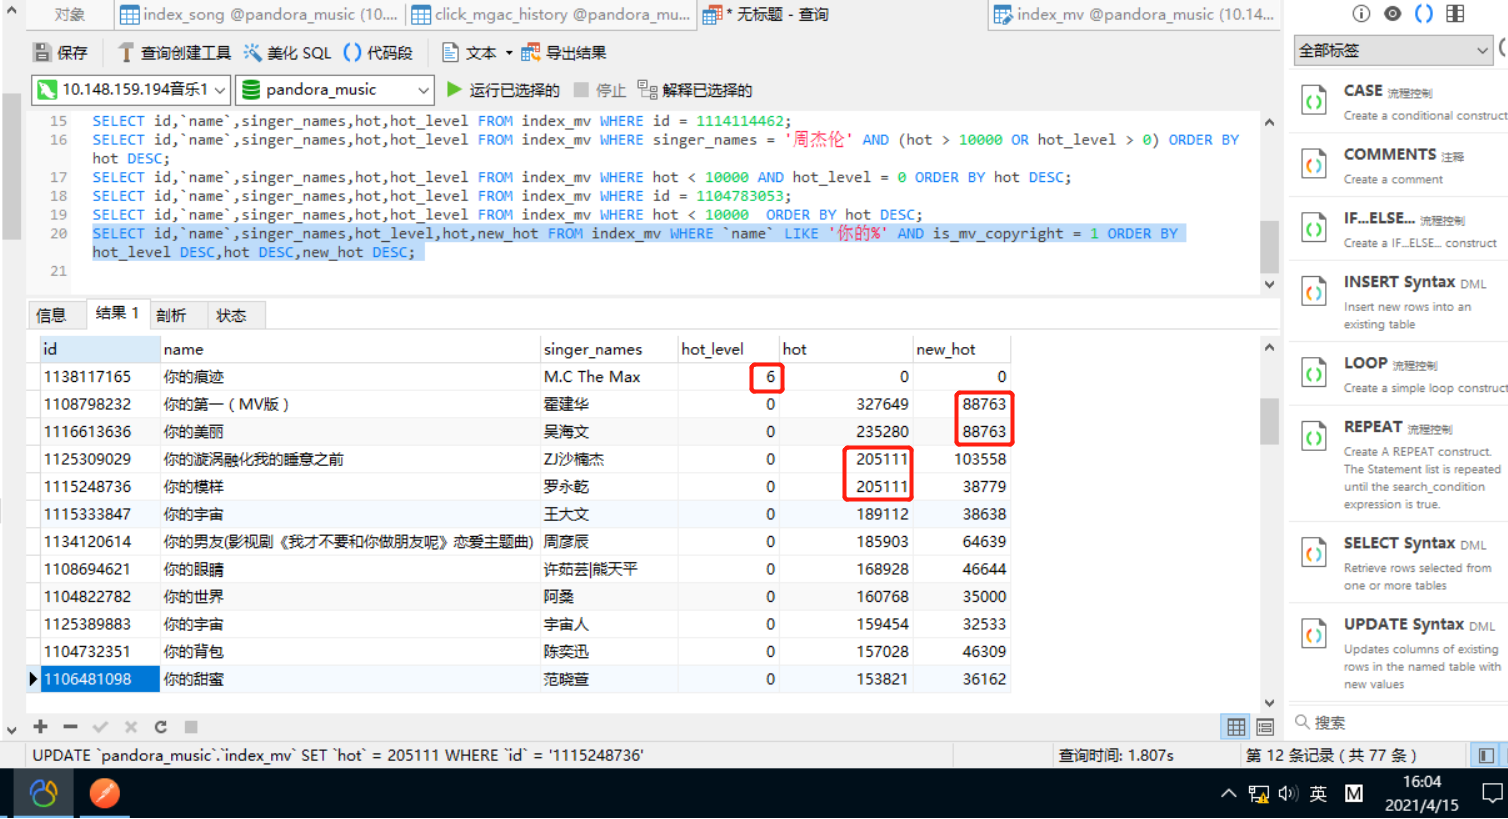 对象
index_song @pandora_music (10....
click_mgac_history @pandora_mu...
* 无标题 - 查询
index_mv @pandora_music (10.14...
保存
查询创建工具
美化 SQL
代码段
文本
导出结果
全部标签
10.148.159.194音乐1
pandora_music
运行已选择的
停止
解释已选择的
15 SELECT id,`name`,singer_names,hot,hot_level FROM index_mv WHERE id = 1114114462;
16 SELECT id,`name`,singer_names,hot,hot_level FROM index_mv WHERE singer_names = '周杰伦' AND (hot > 10000 OR hot_level > 0) ORDER BY
hot DESC;
17 SELECT id,`name`,singer_names,hot,hot_level FROM index_mv WHERE hot < 10000 AND hot_level = 0 ORDER BY hot DESC;
18 SELECT id,`name`,singer_names,hot,hot_level FROM index_mv WHERE id = 1104783053;
19 SELECT id,`name`,singer_names,hot,hot_level FROM index_mv WHERE hot < 10000  ORDER BY hot DESC;
20 SELECT id,`name`,singer_names,hot_level,hot,new_hot FROM index_mv WHERE `name` LIKE '你的%' AND is_mv_copyright = 1 ORDER BY
hot_level DESC,hot DESC,new_hot DESC;
21
信息 结果 1 剖析 状态
id name singer_names hot_level hot new_hot
1138117165 你的痕迹 M.C The Max 6 0 0
1108798232 你的第一 ( MV版 ) 霍建华 0 327649 88763
1116613636 你的美丽 吴海文 0 235280 88763
1125309029 你的漩涡融化我的睡意之前 ZJ沙楠杰 0 205111 103558
1115248736 你的模样 罗永乾 0 205111 38779
1115333847 你的宇宙 王大文 0 189112 38638
1134120614 你的男友(影视剧《我才不要和你做朋友呢》恋爱主题曲) 周彦辰 0 185903 64639
1108694621 你的眼睛 许茹芸|熊天平 0 168928 46644
1104822782 你的世界 阿桑 0 160768 35000
1125389883 你的宇宙 宇宙人 0 159454 32533
1104732351 你的背包 陈奕迅 0 157028 46309
1106481098 你的甜蜜 范晓萱 0 153821 36162
CASE 流程控制
Create a conditional construct
COMMENTS 注释
Create a comment
IF...ELSE... 流程控制
Create a IF...ELSE... construct
INSERT Syntax DML
Insert new rows into an
existing table
LOOP 流程控制
Create a simple loop construct
REPEAT 流程控制
Create A REPEAT construct.
The Statement list is repeated
until the search_condition
expression is true.
SELECT Syntax DML
Retrieve rows selected from
one or more tables
UPDATE Syntax DML
Updates columns of existing
rows in the named table with
new values
搜索
UPDATE `pandora_music`.`index_mv` SET `hot` = 205111 WHERE `id` = '1115248736'
查询时间: 1.807s
第 12 条记录 ( 共 77 条 )
英
M
16:04
2021/4/15